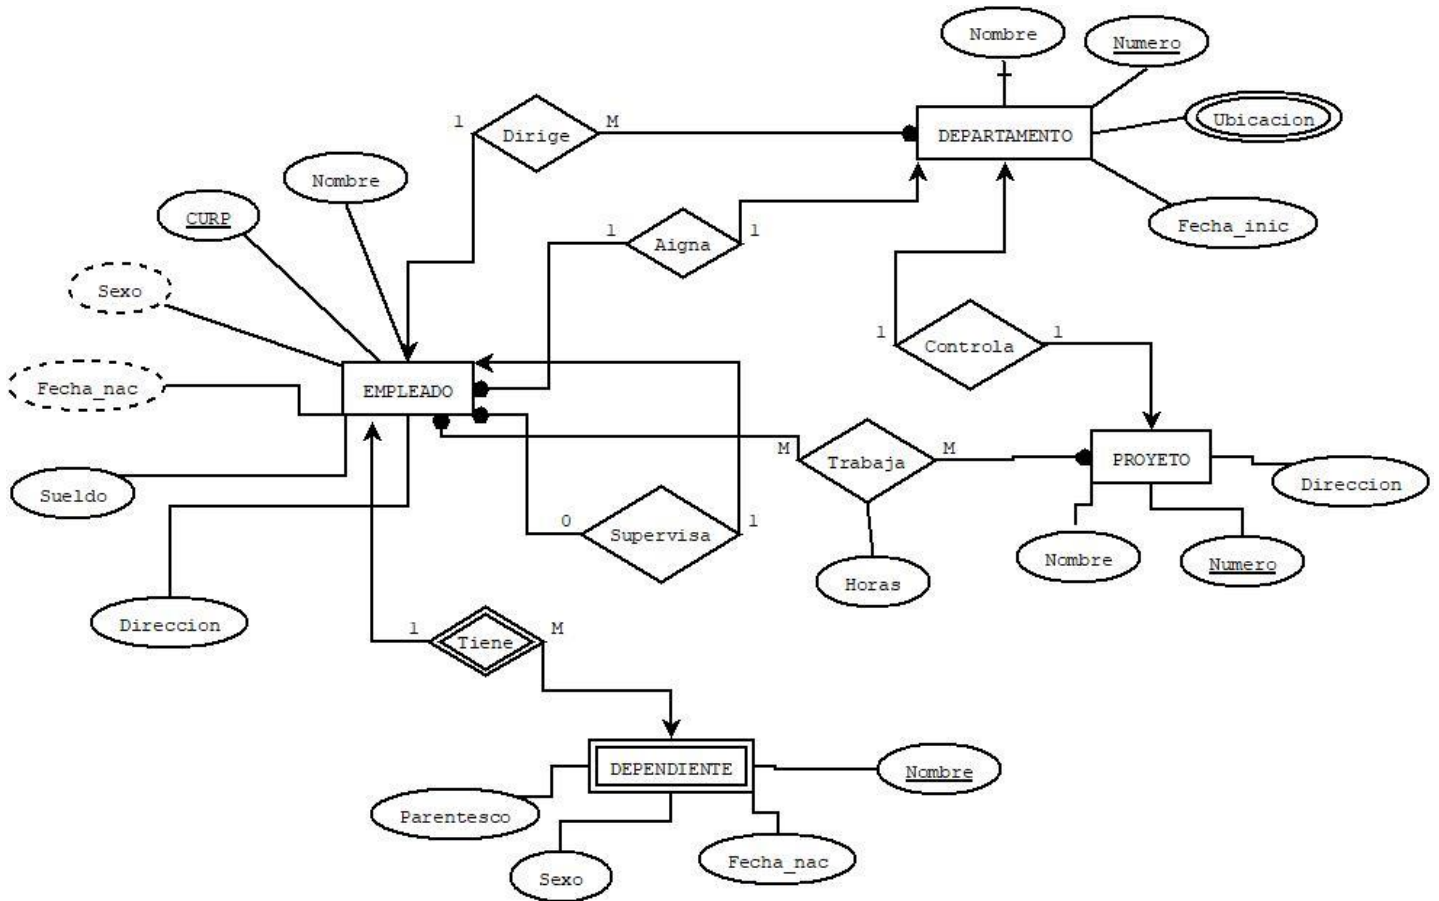 Nombre
Numero
1
Dirige
M
DEPARTAMENTO
Ubicacion
Nombre
CURP
Fecha_inic
1
Aigna
1
Sexo
1
Controla
1
Fecha_nac
EMPLEADO
M
Trabaja
M
PROYETO
Direccion
Sueldo
0
Supervisa
1
Nombre
Numero
Horas
Direccion
1
Tiene
M
DEPENDIENTE
Nombre
Parentesco
Sexo
Fecha_nac